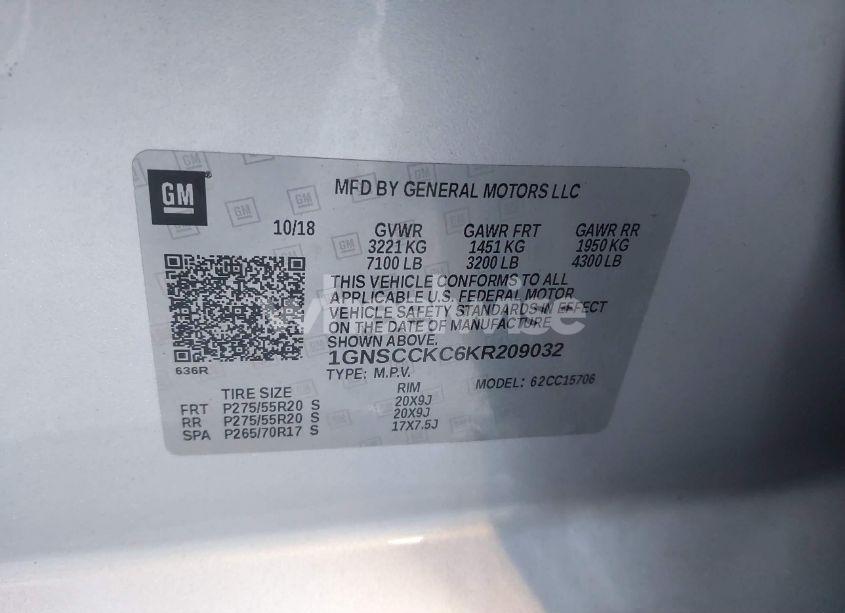 GM
MFD BY GENERAL MOTORS LLC
10/18 GVWR GAWR FRT GAWR RR
3221 KG 1451 KG 1950 KG
7100 LB 3200 LB 4300 LB
THIS VEHICLE CONFORMS TO ALL
APPLICABLE U.S. FEDERAL MOTOR
VEHICLE SAFETY STANDARDS IN EFFECT
ON THE DATE OF MANUFACTURE
SHOWN ABOVE.
1GNSCCKC6KR209032
636R
TYPE: M.P.V. MODEL: 62CC15706
TIRE SIZE RIM
FRT P275/55R20 S 20X9J
RR P275/55R20 S 20X9J
SPA P265/70R17 S 17X7.5J